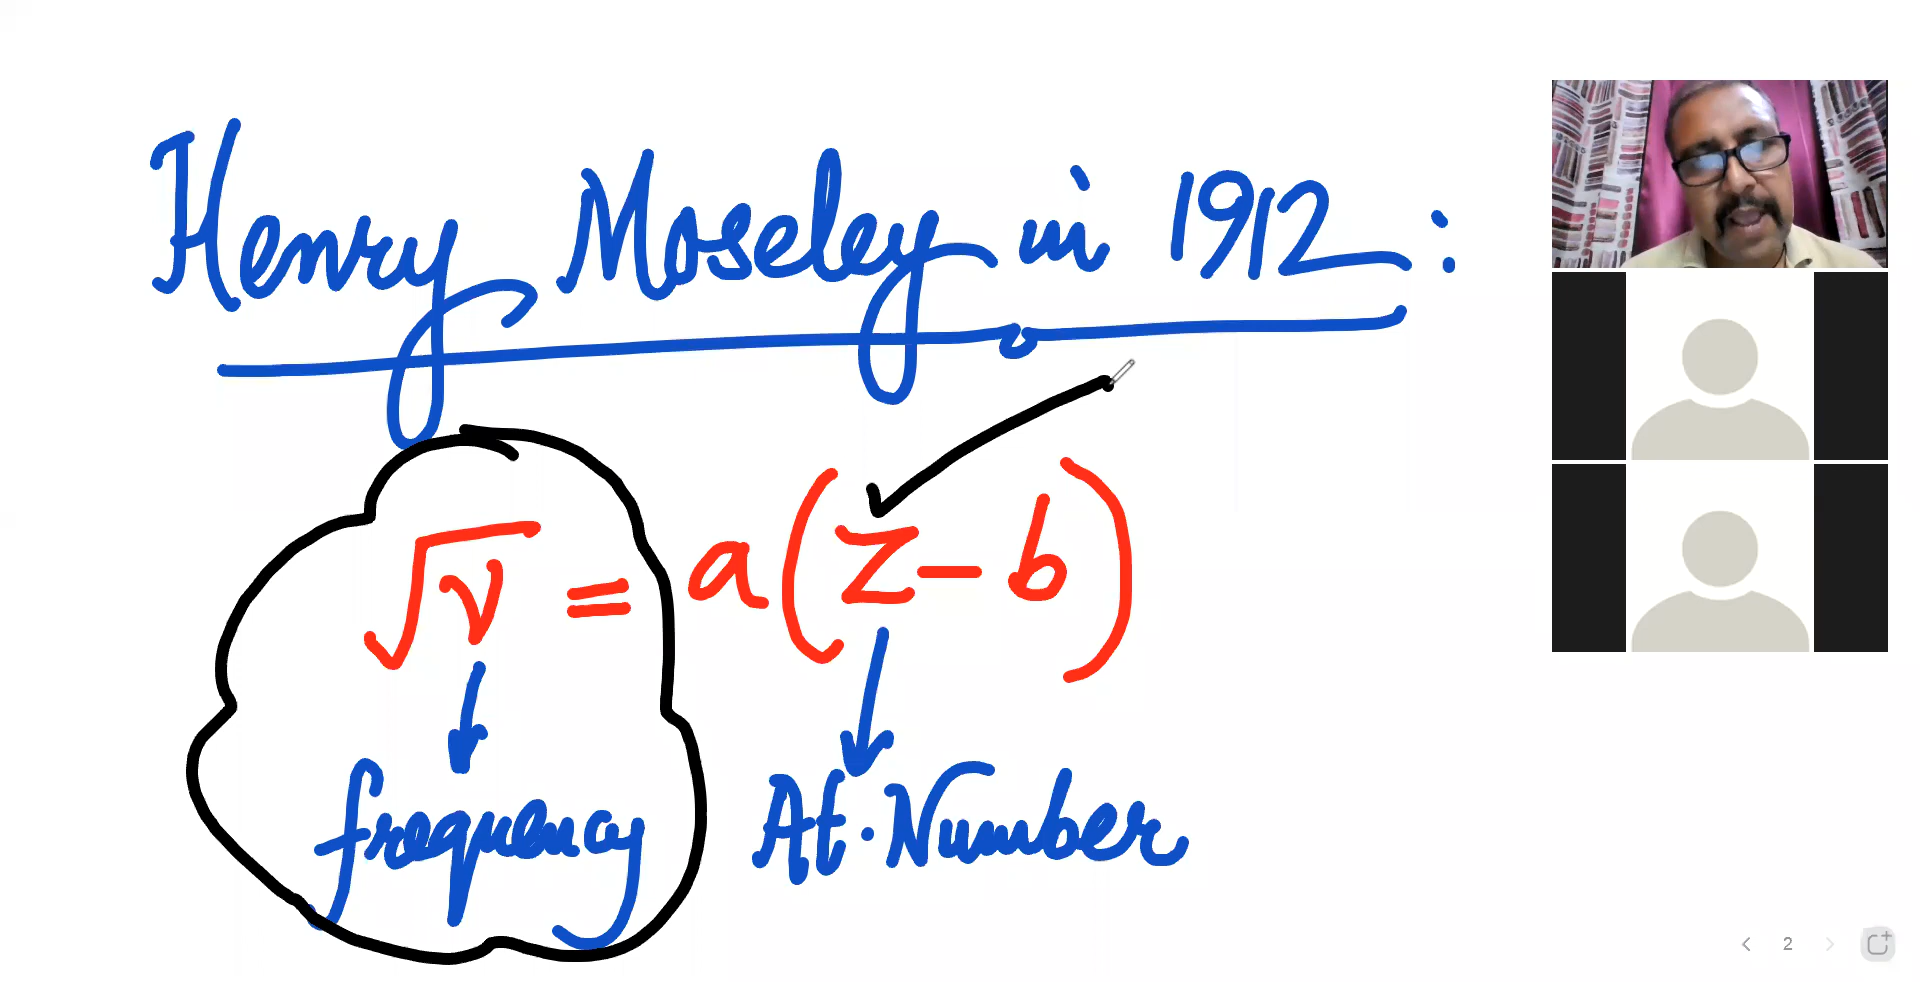 Henry Moseley in 1912 :
√ν = a(z - b)
frequency At. Number
2